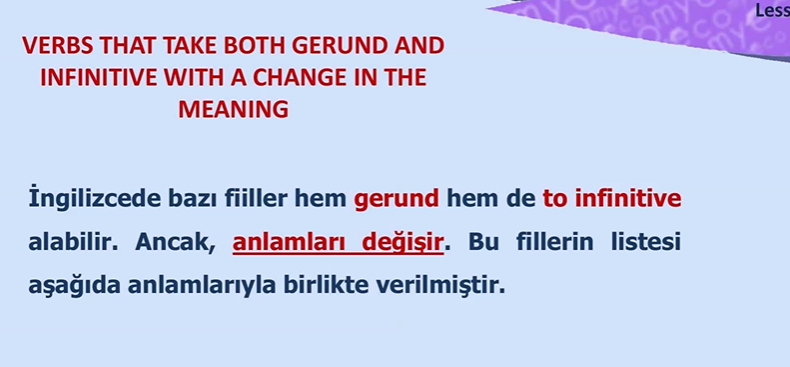 Less
VERBS THAT TAKE BOTH GERUND AND
INFINITIVE WITH A CHANGE IN THE
MEANING
İngilizcede bazı fiiller hem gerund hem de to infinitive
alabilir. Ancak, anlamları değişir. Bu fillerin listesi
aşağıda anlamlarıyla birlikte verilmiştir.